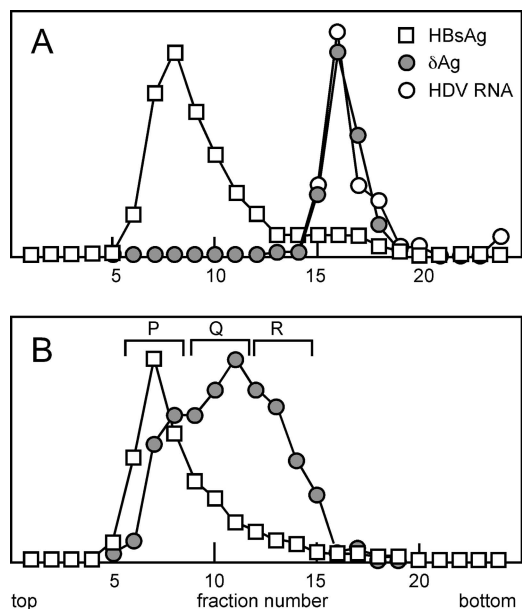 A
HBsAg
δAg
HDV RNA
5 10 15 20
B
P Q R
5 10 15 20
top fraction number bottom